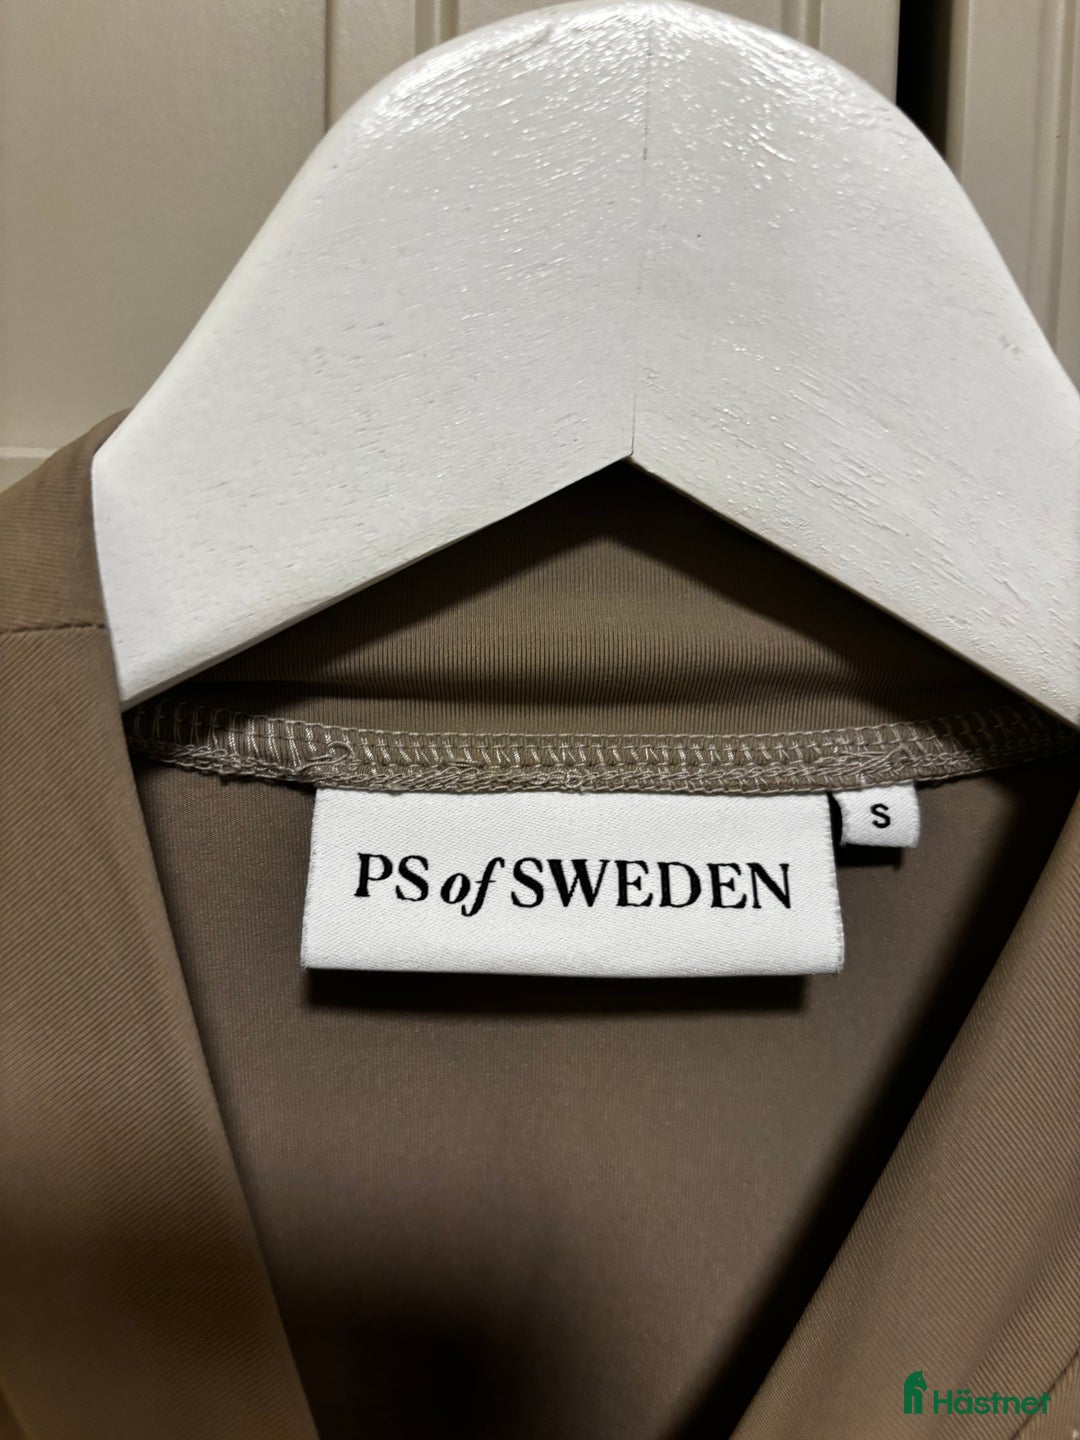 S
PS of SWEDEN
Hästnet